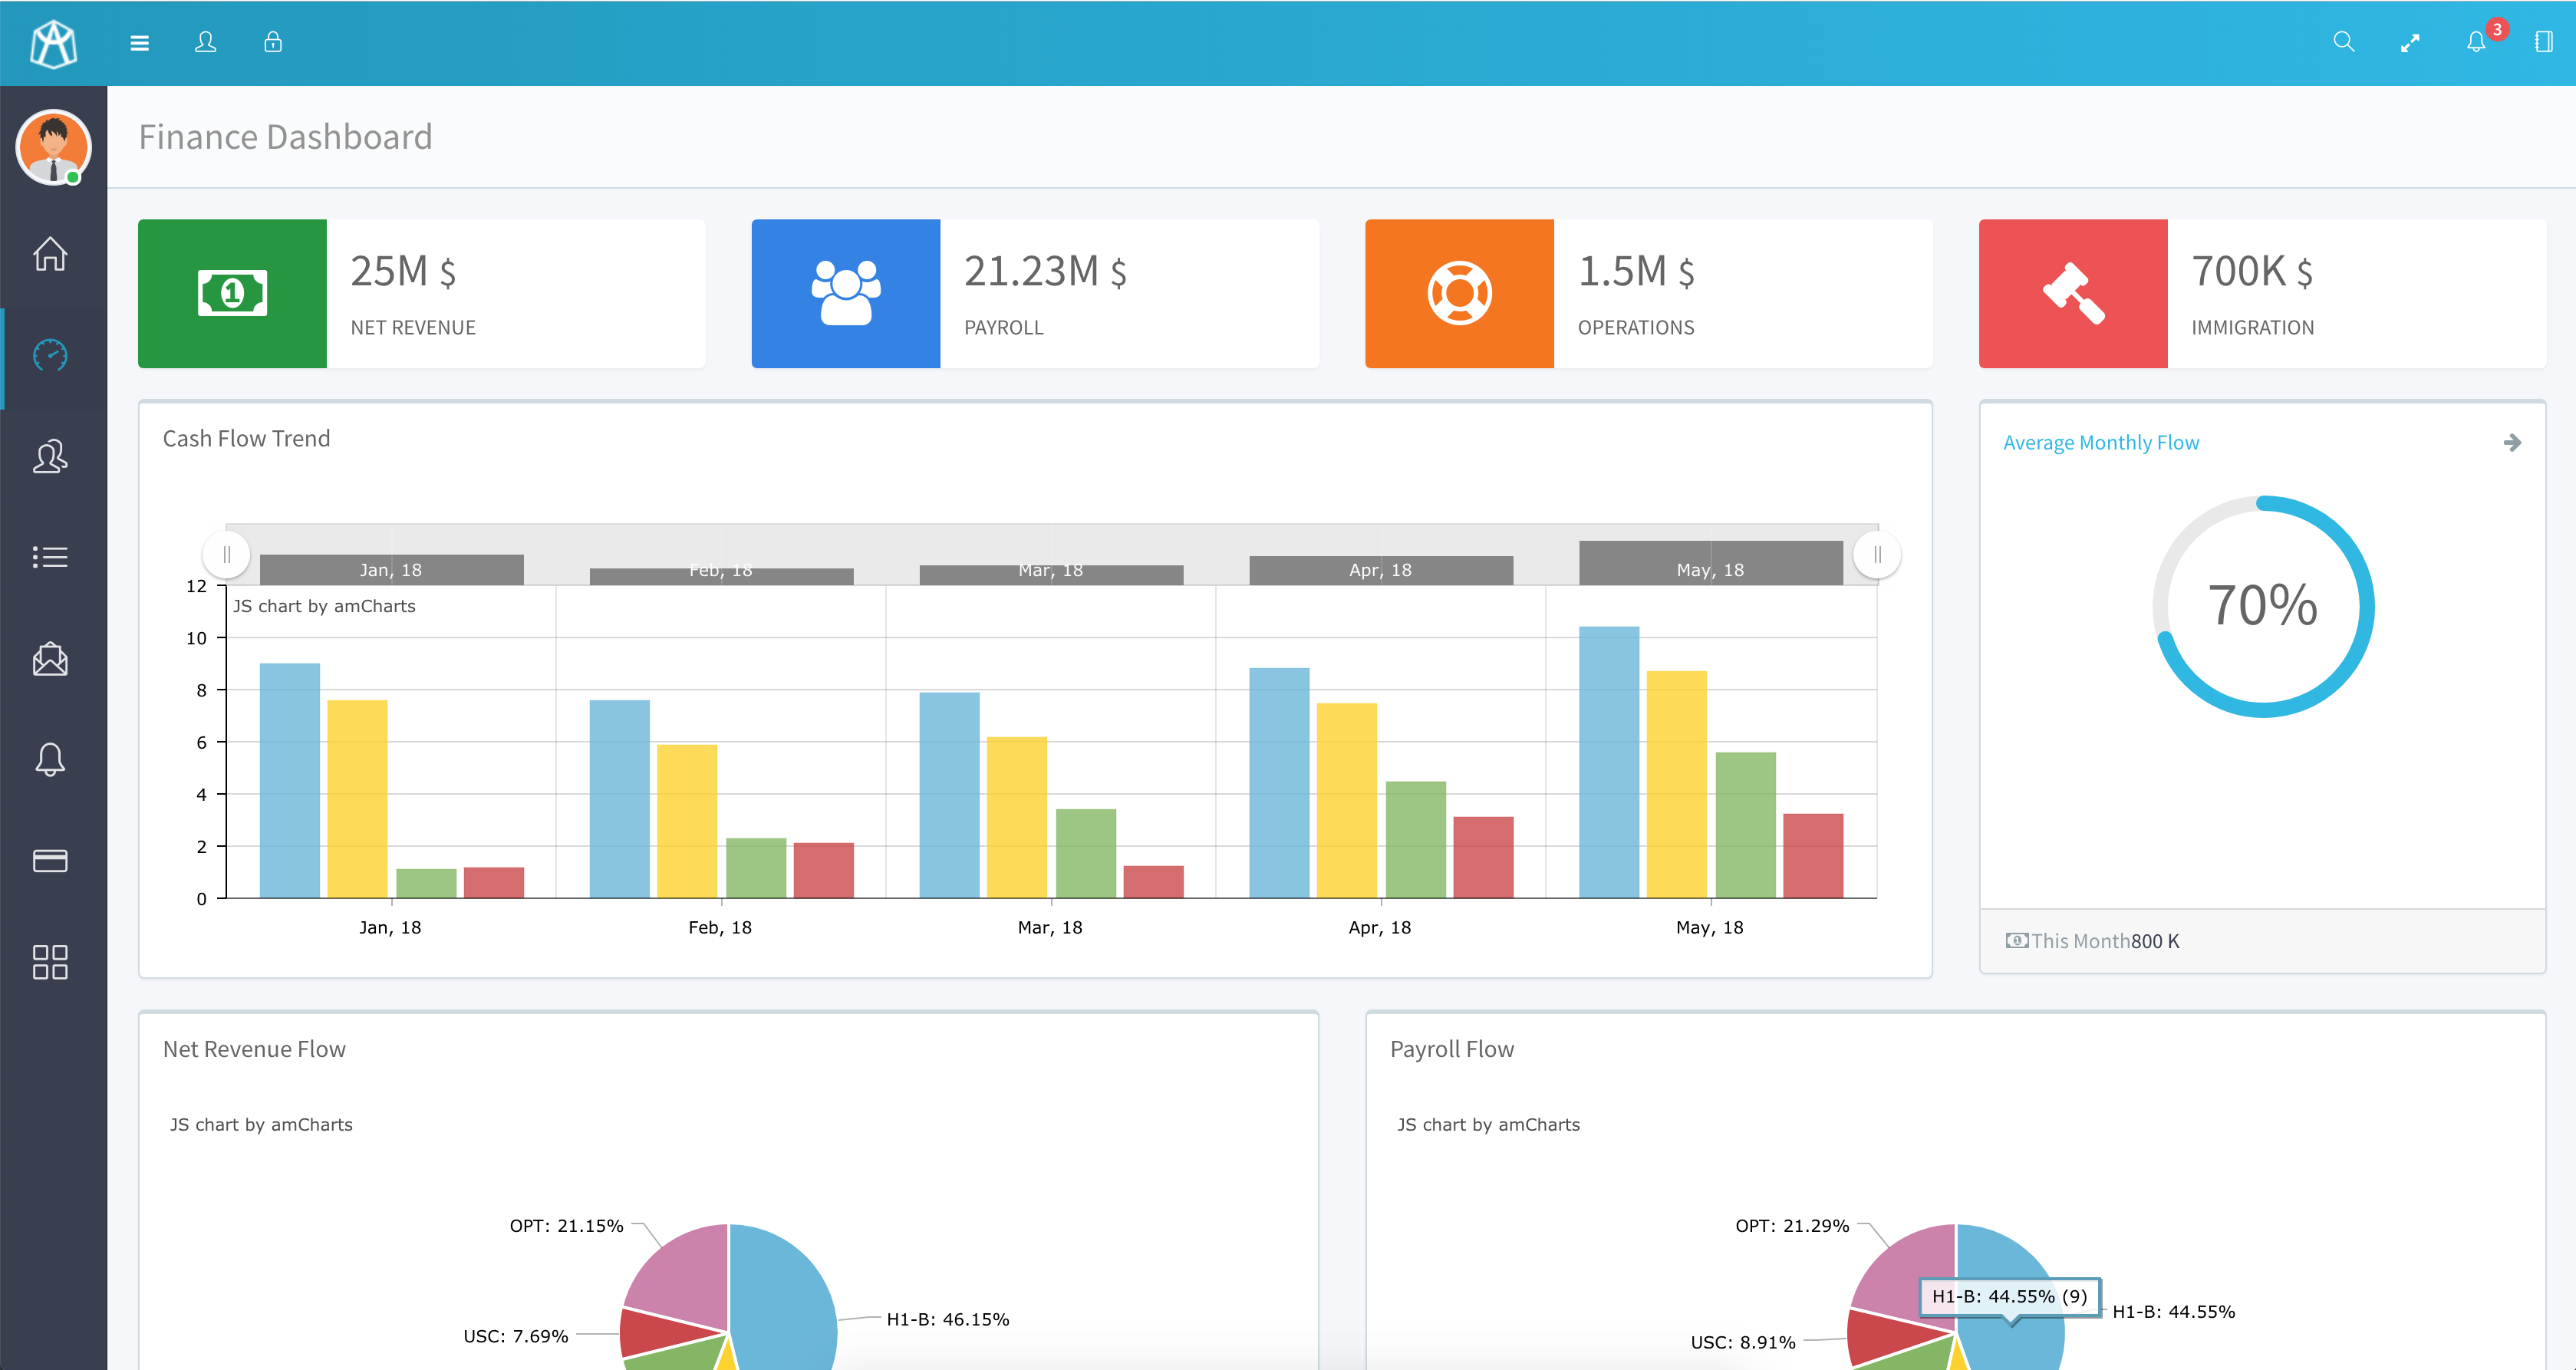 3
Finance Dashboard
25M $
NET REVENUE
21.23M $
PAYROLL
1.5M $
OPERATIONS
700K $
IMMIGRATION
Cash Flow Trend
Jan, 18
Feb, 18
Mar, 18
Apr, 18
May, 18
JS chart by amCharts
12
10
8
6
4
2
0
Jan, 18
Feb, 18
Mar, 18
Apr, 18
May, 18
Average Monthly Flow
70%
This Month800 K
Net Revenue Flow
JS chart by amCharts
OPT: 21.15%
H1-B: 46.15%
USC: 7.69%
Payroll Flow
JS chart by amCharts
OPT: 21.29%
H1-B: 44.55% (9)
H1-B: 44.55%
USC: 8.91%